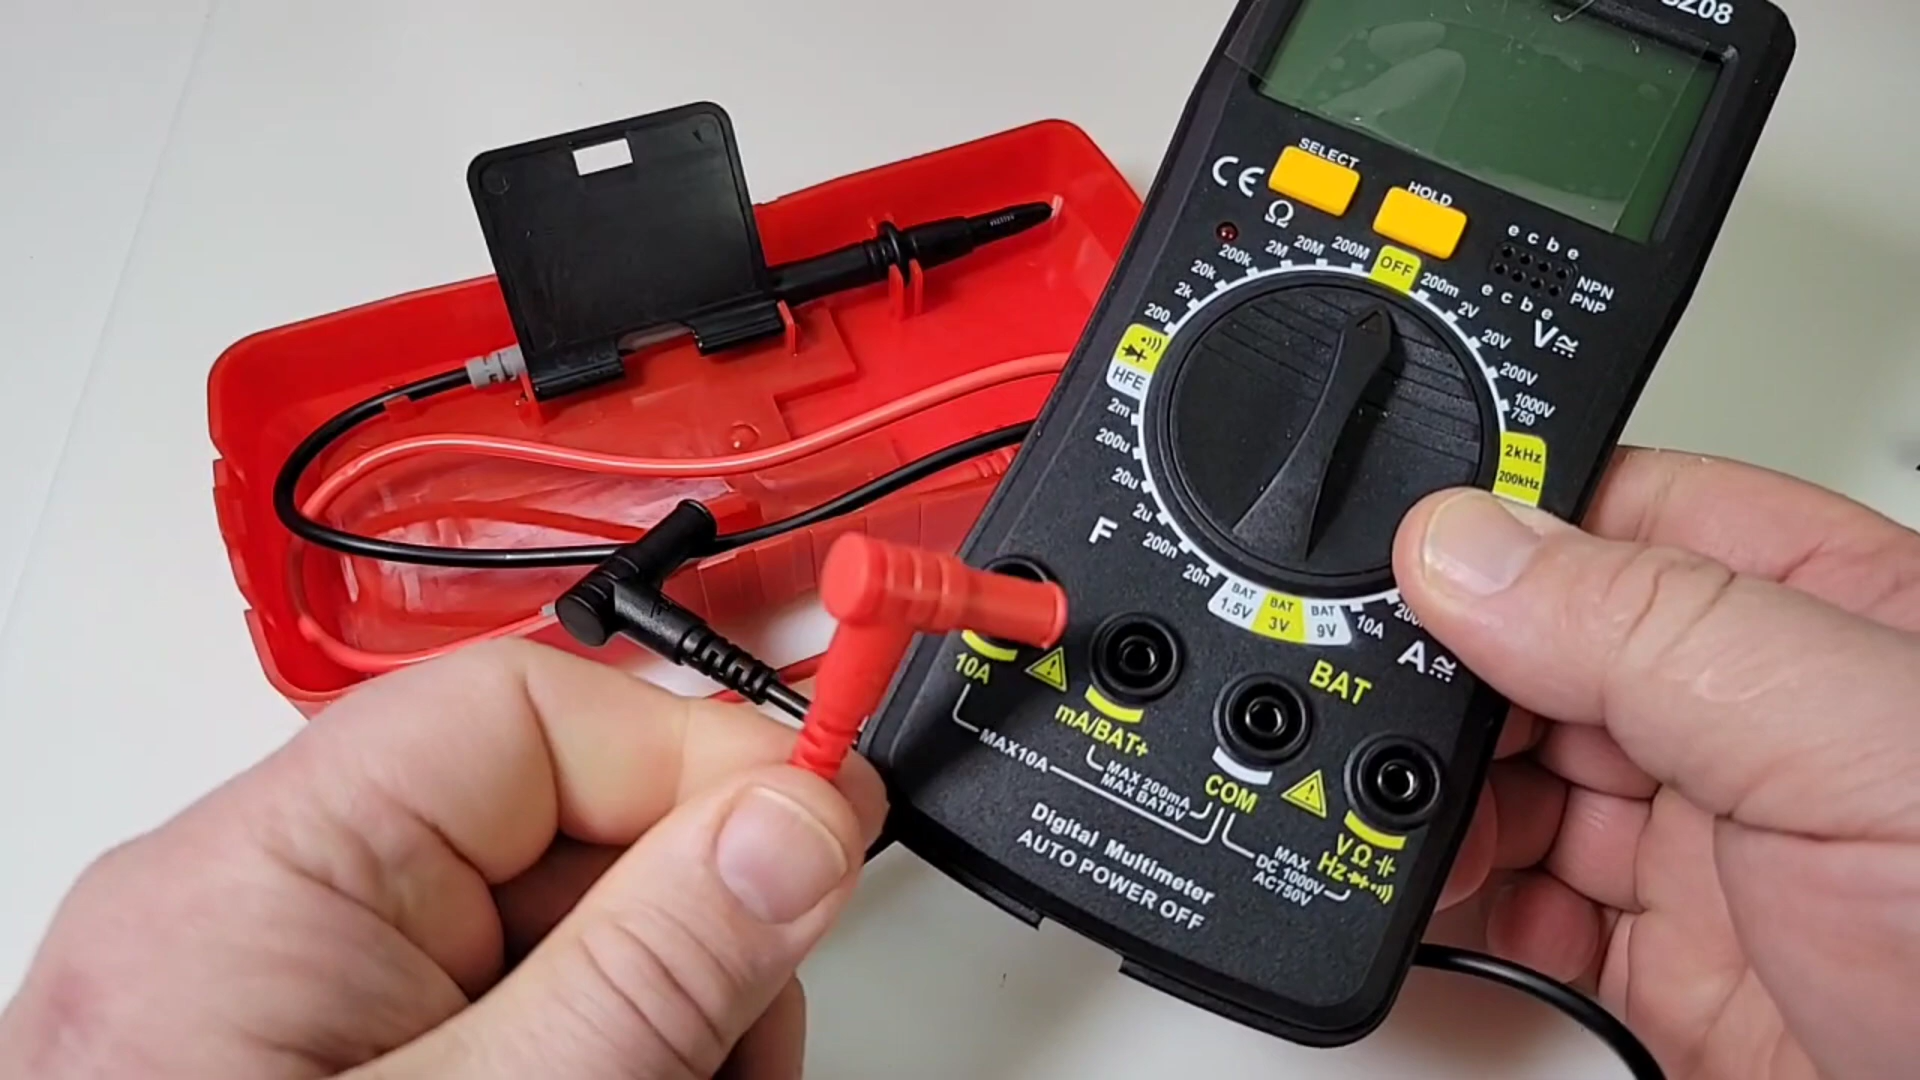 SELECT
HOLD
CE
Ω
2M 20M 200M
OFF
200m
2V
20V
200V
1000V
750
2kHz
200kHz
V
200k
20k
2k
200
HFE
2m
200u
20u
2u
200n
20n
F
e c b e
NPN
PNP
e c b e
BAT
1.5V
BAT
3V
BAT
9V
10A
A
BAT
10A
mA/BAT+
COM
VΩ
Hz
MAX10A
MAX 200mA
MAX BAT9V
MAX
DC 1000V
AC750V
Digital Multimeter
AUTO POWER OFF